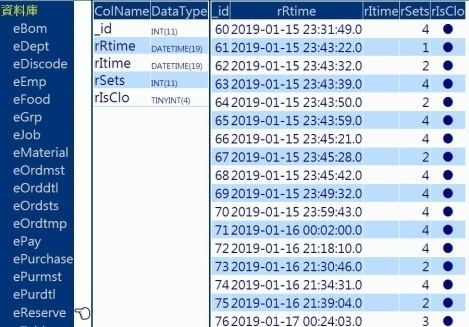 資料庫
eBom
eDept
eDiscode
eEmp
eFood
eGrp
eJob
eMaterial
eOrdmst
eOrddtl
eOrdsts
eOrdtmp
ePay
ePurchase
ePurmst
ePurdtl
eReserve
ColName DataType
_id INT(11)
rRtime DATETIME(19)
rItime DATETIME(19)
rSets INT(11)
rIsClo TINYINT(4)
_id rRtime rItime rSets rIsClo
60 2019-01-15 23:31:49.0 4 ●
61 2019-01-15 23:43:22.0 1 ●
62 2019-01-15 23:43:32.0 2 ●
63 2019-01-15 23:43:39.0 4 ●
64 2019-01-15 23:43:50.0 2 ●
65 2019-01-15 23:43:59.0 4 ●
66 2019-01-15 23:45:21.0 4 ●
67 2019-01-15 23:45:28.0 2 ●
68 2019-01-15 23:45:42.0 4 ●
69 2019-01-15 23:49:32.0 4 ●
70 2019-01-15 23:59:43.0 4 ●
71 2019-01-16 00:02:00.0 4 ●
72 2019-01-16 21:18:10.0 4 ●
73 2019-01-16 21:30:46.0 2 ●
74 2019-01-16 21:34:31.0 4 ●
75 2019-01-16 21:39:04.0 2 ●
76 2019-01-17 00:24:03.0 3 ●